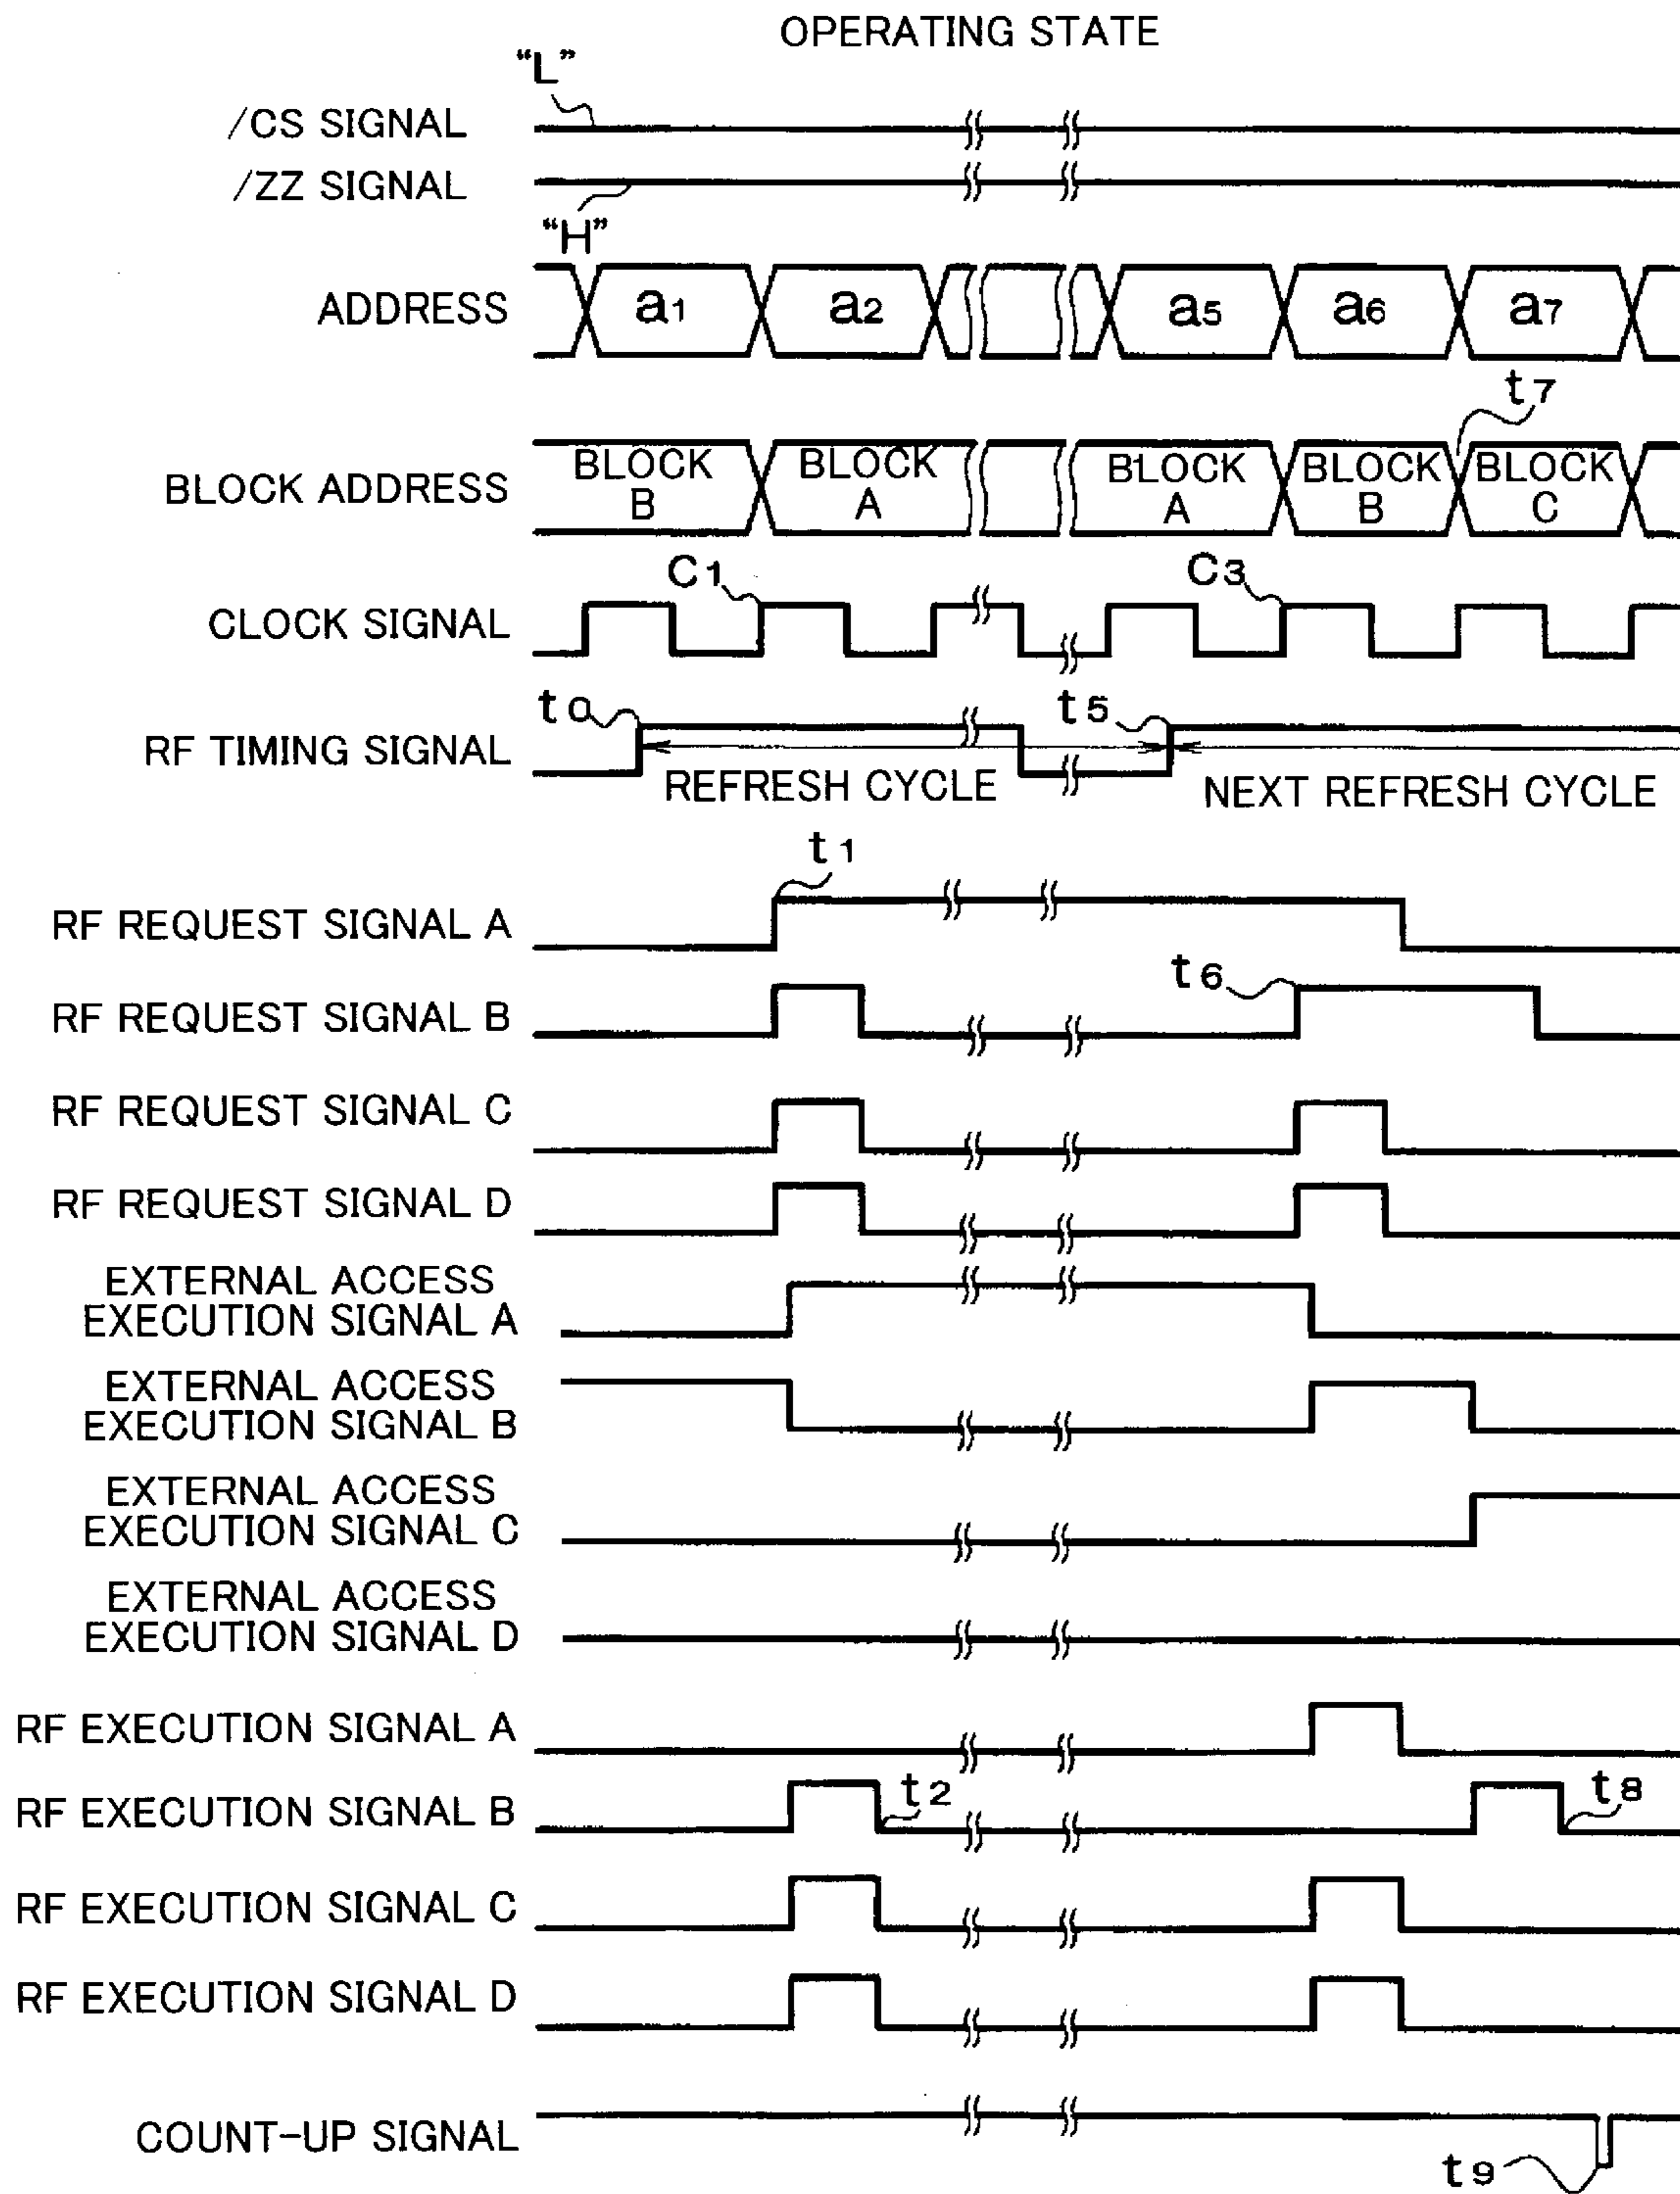 OPERATING STATE
“L”
/CS SIGNAL
/ZZ SIGNAL
“H”
ADDRESS
a1 a2 a5 a6 a7
t7
BLOCK ADDRESS
BLOCK B BLOCK A BLOCK A BLOCK B BLOCK C
C1 C3
CLOCK SIGNAL
t0 t5
RF TIMING SIGNAL
REFRESH CYCLE NEXT REFRESH CYCLE
t1
RF REQUEST SIGNAL A
t6
RF REQUEST SIGNAL B
RF REQUEST SIGNAL C
RF REQUEST SIGNAL D
EXTERNAL ACCESS
EXECUTION SIGNAL A
EXTERNAL ACCESS
EXECUTION SIGNAL B
EXTERNAL ACCESS
EXECUTION SIGNAL C
EXTERNAL ACCESS
EXECUTION SIGNAL D
RF EXECUTION SIGNAL A
RF EXECUTION SIGNAL B
t2 t8
RF EXECUTION SIGNAL C
RF EXECUTION SIGNAL D
COUNT-UP SIGNAL
t9